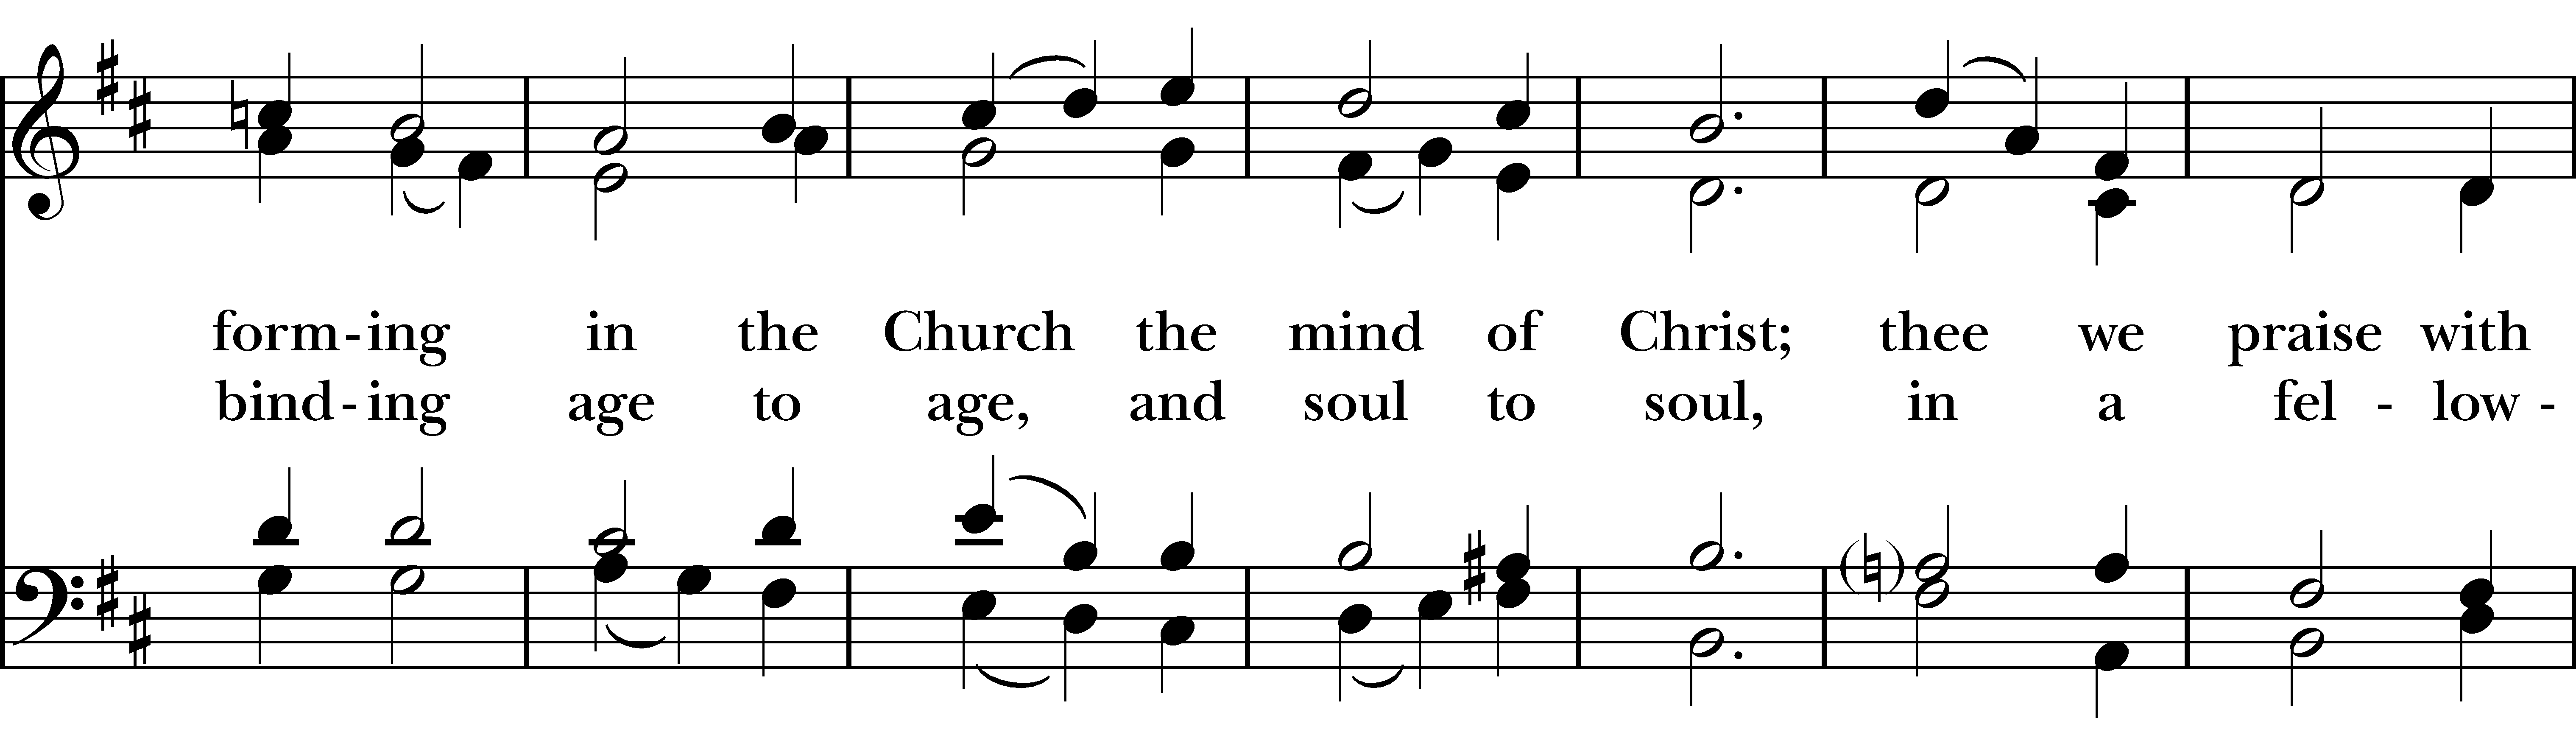 form-ing in the Church the mind of Christ; thee we praise with
bind-ing age to age, and soul to soul, in a fel - low -